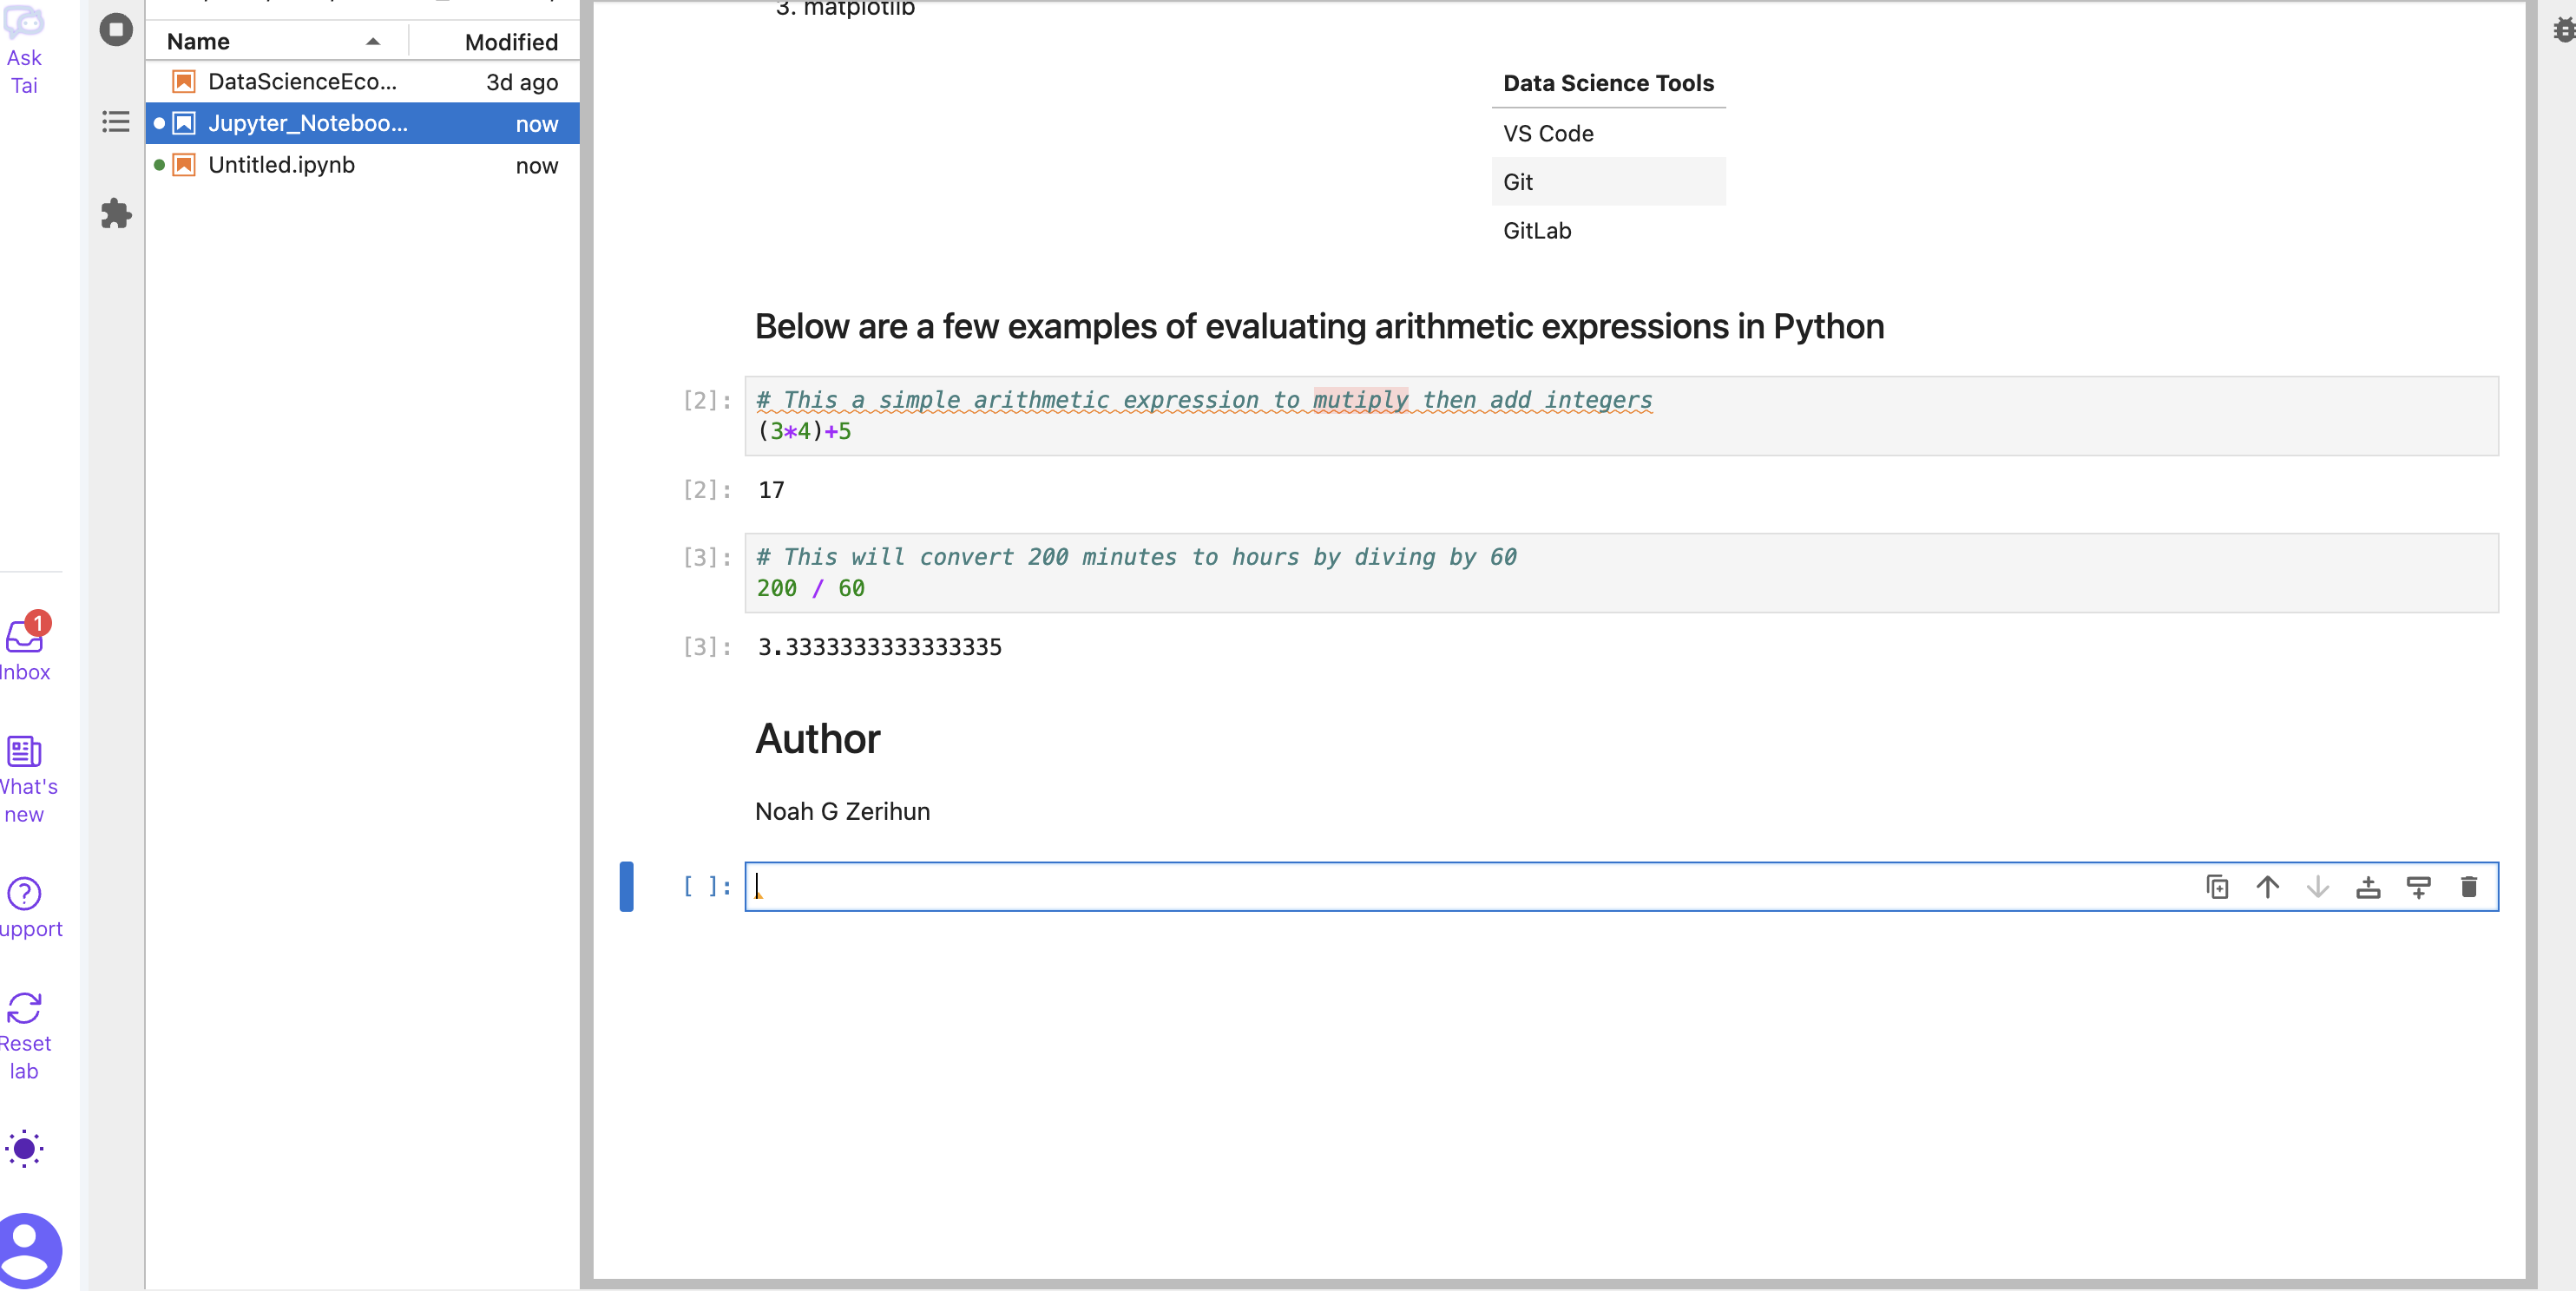 Ask
Tai
Inbox
1
What's
new
upport
Reset
lab
Name
Modified
DataScienceEco...
3d ago
Jupyter_Noteboo...
now
Untitled.ipynb
now
3. matplotlib
Data Science Tools
VS Code
Git
GitLab
Below are a few examples of evaluating arithmetic expressions in Python
[2]: # This a simple arithmetic expression to mutiply then add integers
(3*4)+5
[2]: 17
[3]: # This will convert 200 minutes to hours by diving by 60
200 / 60
[3]: 3.3333333333333335
Author
Noah G Zerihun
[ ]: